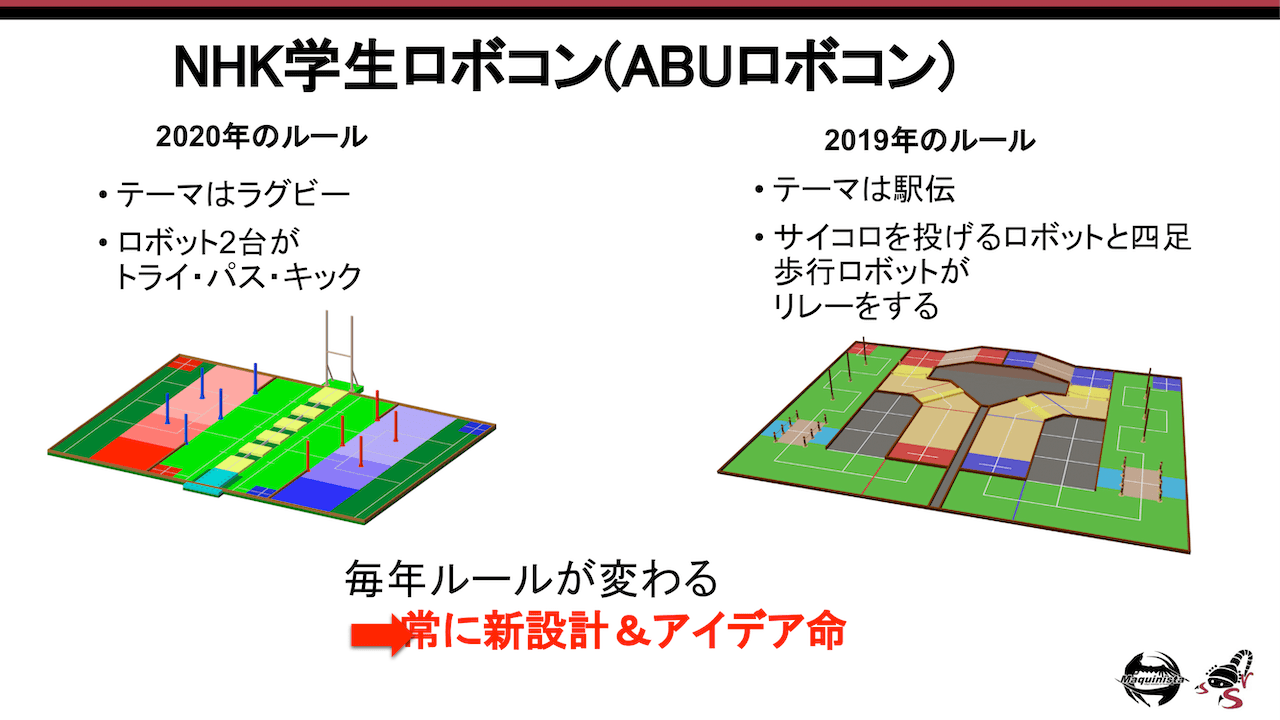 NHK学生ロボコン(ABUロボコン)
2020年のルール
• テーマはラグビー
• ロボット2台が
トライ・パス・キック
2019年のルール
• テーマは駅伝
• サイコロを投げるロボットと四足
歩行ロボットが
リレーをする
毎年ルールが変わる
常に新設計＆アイデア命
Maquinista
s S r